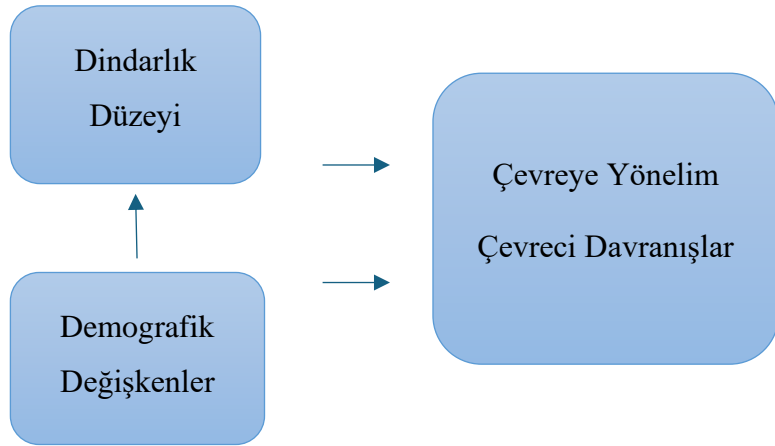 Dindarlık
Düzeyi
Çevreye Yönelim
Çevreci Davranışlar
Demografik
Değişkenler